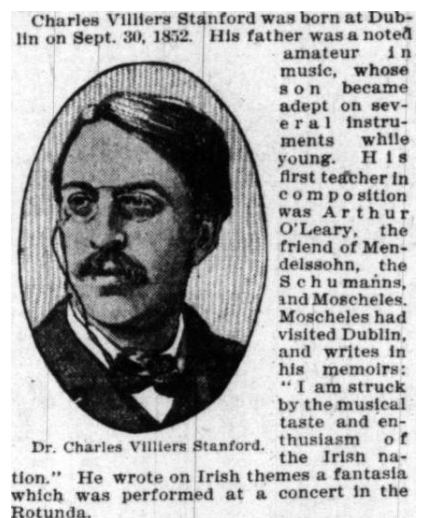 Charles Villiers Stanford was born at Dub-
lin on Sept. 30, 1852. His father was a noted
amateur in
music, whose
son became
adept on sev-
eral instru-
ments while
young. His
first teacher in
composition
was Arthur
O'Leary, the
friend of Men-
delssohn, the
Schumanns,
and Moscheles.
Moscheles had
visited Dublin,
and writes in
his memoirs:
"I am struck
by the musical
taste and en-
thusiasm of
the Irish na-
Dr. Charles Villiers Stanford.
tion." He wrote on Irish themes a fantasia
which was performed at a concert in the
Rotunda.